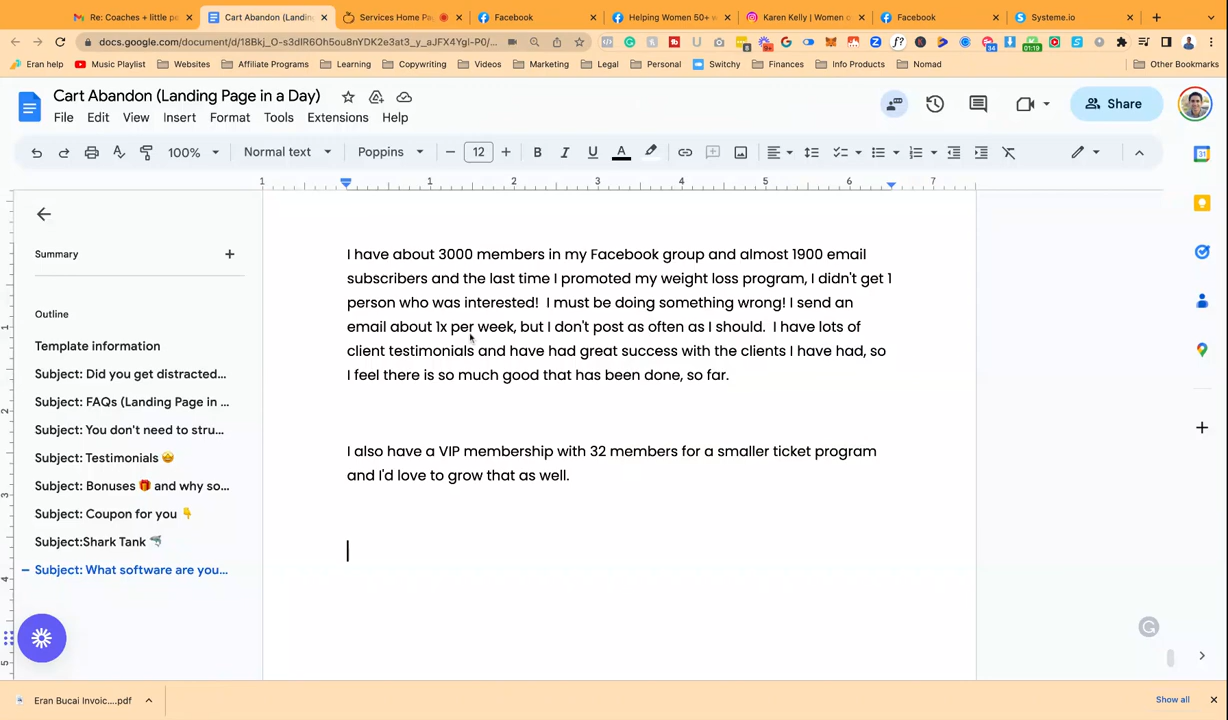 Re: Coaches + little pe
Cart Abandon (Landin
Services Home Pa
Facebook
Helping Women 50+ w
Karen Kelly | Women o
Facebook
Systeme.io
docs.google.com/document/d/18Bkj_O-s3dIR6Oh5ou8nYDK2e3at3_y_aJFX4YgI-P0/...
Eran help
Music Playlist
Websites
Affiliate Programs
Learning
Copywriting
Videos
Marketing
Legal
Personal
Switchy
Finances
Info Products
Nomad
Other Bookmarks
Cart Abandon (Landing Page in a Day)
File Edit View Insert Format Tools Extensions Help
Share
100% Normal text Poppins 12
1 1 2 3 4 5 6 7
Summary
Outline
Template information
Subject: Did you get distracted...
Subject: FAQs (Landing Page in ...
Subject: You don't need to stru...
Subject: Testimonials 🤩
Subject: Bonuses 🎁 and why so...
Subject: Coupon for you 👇
Subject:Shark Tank 🦈
Subject: What software are you...
I have about 3000 members in my Facebook group and almost 1900 email
subscribers and the last time I promoted my weight loss program, I didn't get 1
person who was interested!  I must be doing something wrong! I send an
email about 1x per week, but I don't post as often as I should.  I have lots of
client testimonials and have had great success with the clients I have had, so
I feel there is so much good that has been done, so far.
I also have a VIP membership with 32 members for a smaller ticket program
and I'd love to grow that as well.
Eran Bucai Invoic....pdf
Show all